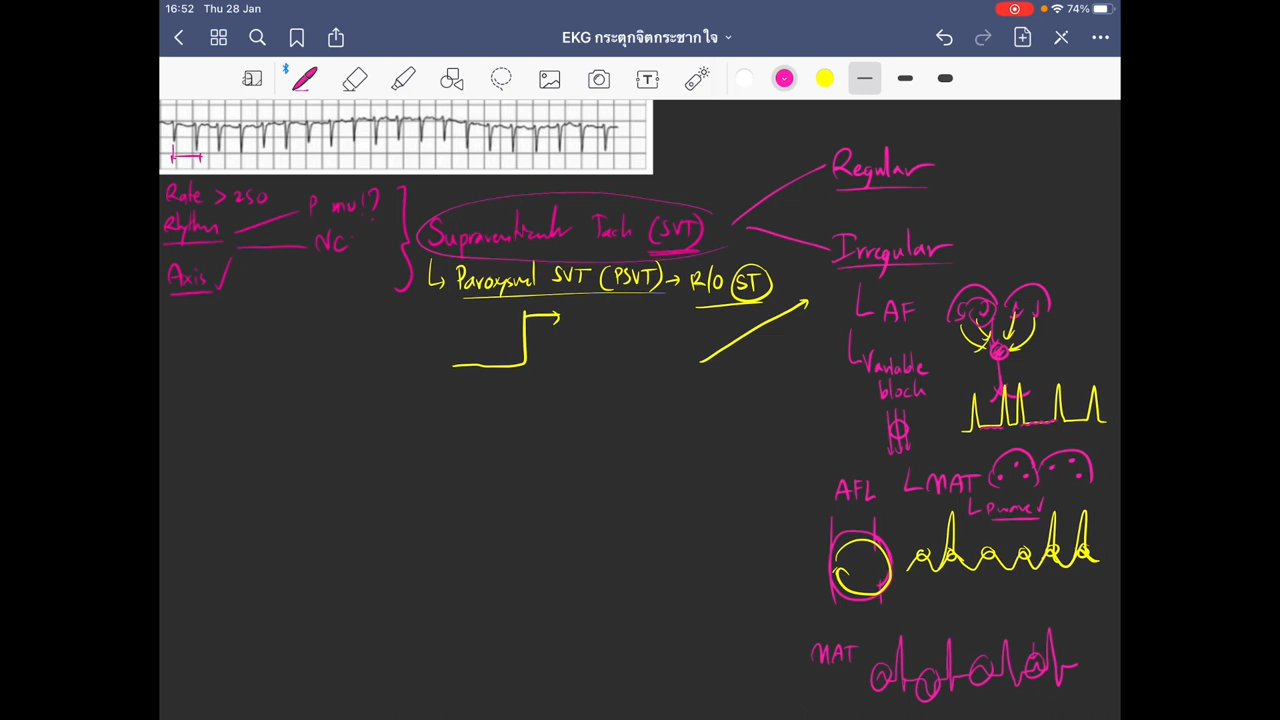 16:52 Thu 28 Jan
74%
EKG กระตุกจิตกระชากใจ
T
Rate > 250
Rhythm
P
NC
Axis ✓
Tach (SVT)
SVT (PSVT) → R/O ST
Regular
Irregular
AF
Variable
block
MAT
AFL
MAT